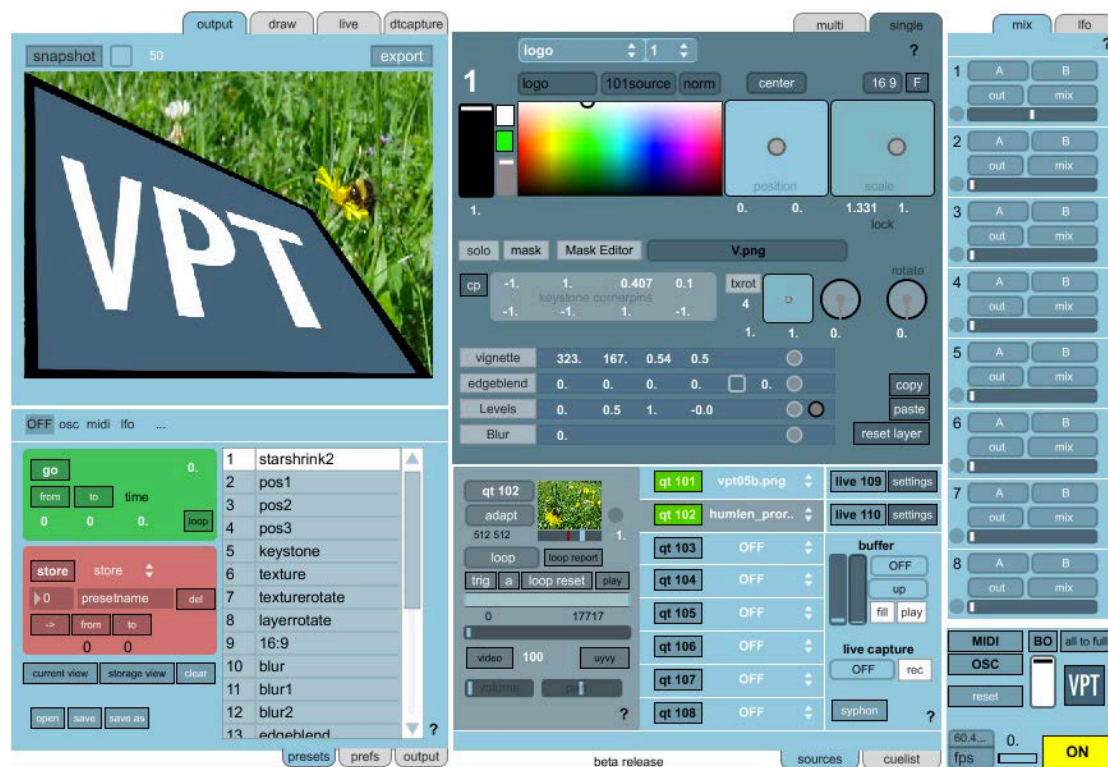 output draw live dtcapture
snapshot 50 export
VPT
OFF osc midi lfo ...
go 0.
from to time
0 0 0. loop
store store
0 presetname del
-> from to
0 0
current view storage view clear
open save save as
?
1 starshrink2
2 pos1
3 pos2
4 pos3
5 keystone
6 texture
7 texturerotate
8 layerrotate
9 16:9
10 blur
11 blur1
12 blur2
13 edgeblend
presets prefs output
multi single
logo 1 ?
1 logo 101source norm center 16 9 F
position scale
1. 0. 0. 1.331 1.
lock
solo mask Mask Editor V.png
rotate
cp -1. 1. 0.407 0.1 txrot
keystone cornerpins 4
-1. -1. 1. -1.
1. 1. 0. 0.
vignette 323. 167. 0.54 0.5
edgeblend 0. 0. 0. 0. 0. copy
Levels 0. 0.5 1. -0.0 paste
Blur 0. reset layer
qt 102
adapt
512 512 1.
loop loop report
trig a loop reset play
0 17717
video 100 uyvy
volume pan
?
qt 101 vpt05b.png
qt 102 humlen_pror..
qt 103 OFF
qt 104 OFF
qt 105 OFF
qt 106 OFF
qt 107 OFF
qt 108 OFF
live 109 settings
live 110 settings
buffer
OFF
up
fill play
live capture
OFF rec
syphon ?
beta release
sources cuelist
mix lfo
?
1 A B
out mix
2 A B
out mix
3 A B
out mix
4 A B
out mix
5 A B
out mix
6 A B
out mix
7 A B
out mix
8 A B
out mix
MIDI BO all to full
OSC
reset VPT
60.4... 0.
fps ON